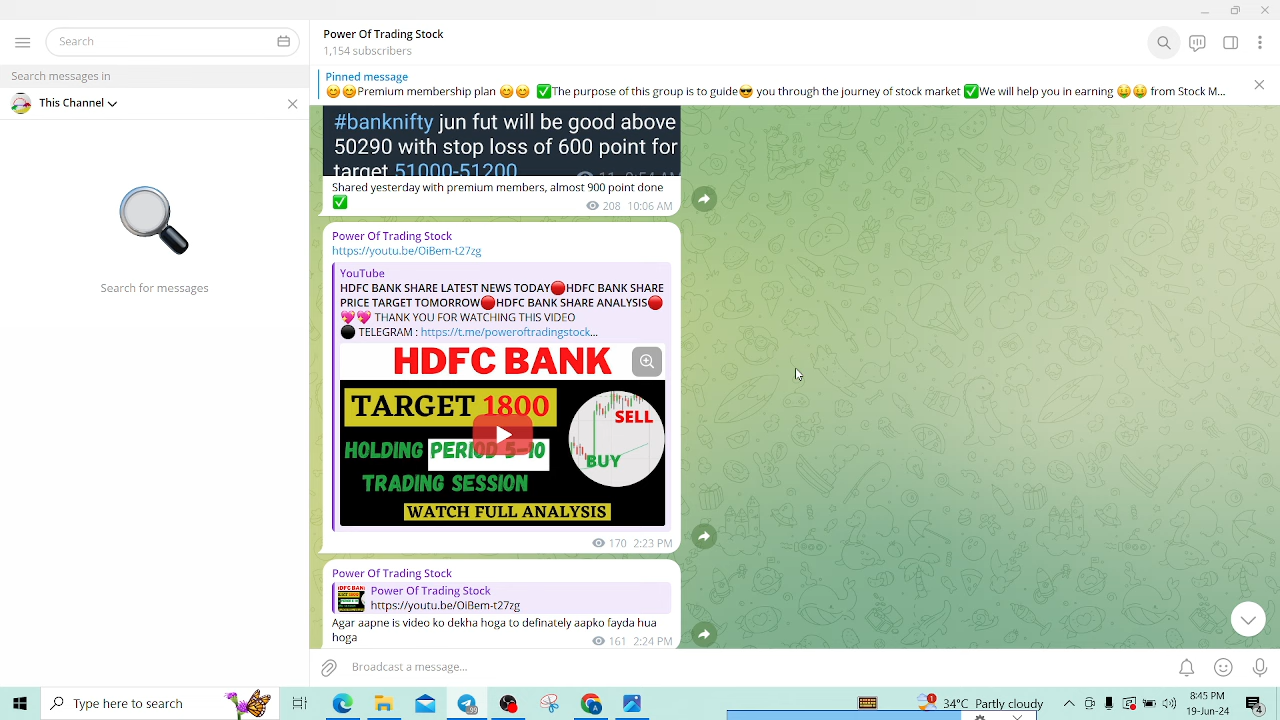 Search
Power Of Trading Stock
1,154 subscribers
Search messages in
Pinned message
😊😊Premium membership plan 😊😊 ✅The purpose of this group is to guide😎 you through the journey of stock market ✅We will help you in earning 🤑🤑 from Stock M...
This Channel
#banknifty jun fut will be good above
50290 with stop loss of 600 point for
target 51000-51200
Shared yesterday with premium members, almost 900 point done
✅
208 10:06 AM
Search for messages
Power Of Trading Stock
https://youtu.be/OiBem-t27zg
YouTube
HDFC BANK SHARE LATEST NEWS TODAY🔴HDFC BANK SHARE
PRICE TARGET TOMORROW🔴HDFC BANK SHARE ANALYSIS🔴
💖💖 THANK YOU FOR WATCHING THIS VIDEO
⚫ TELEGRAM : https://t.me/poweroftradingstock...
HDFC BANK
TARGET 1800
HOLDING PERIOD 5-10
TRADING SESSION
SELL
BUY
WATCH FULL ANALYSIS
170 2:23 PM
Power Of Trading Stock
Power Of Trading Stock
https://youtu.be/OiBem-t27zg
Agar aapne is video ko dekha hoga to definately aapko fayda hua
hoga
161 2:24 PM
Broadcast a message...
Type here to search
34°C Partly cloudy
8:45 PM
19-Jun-24